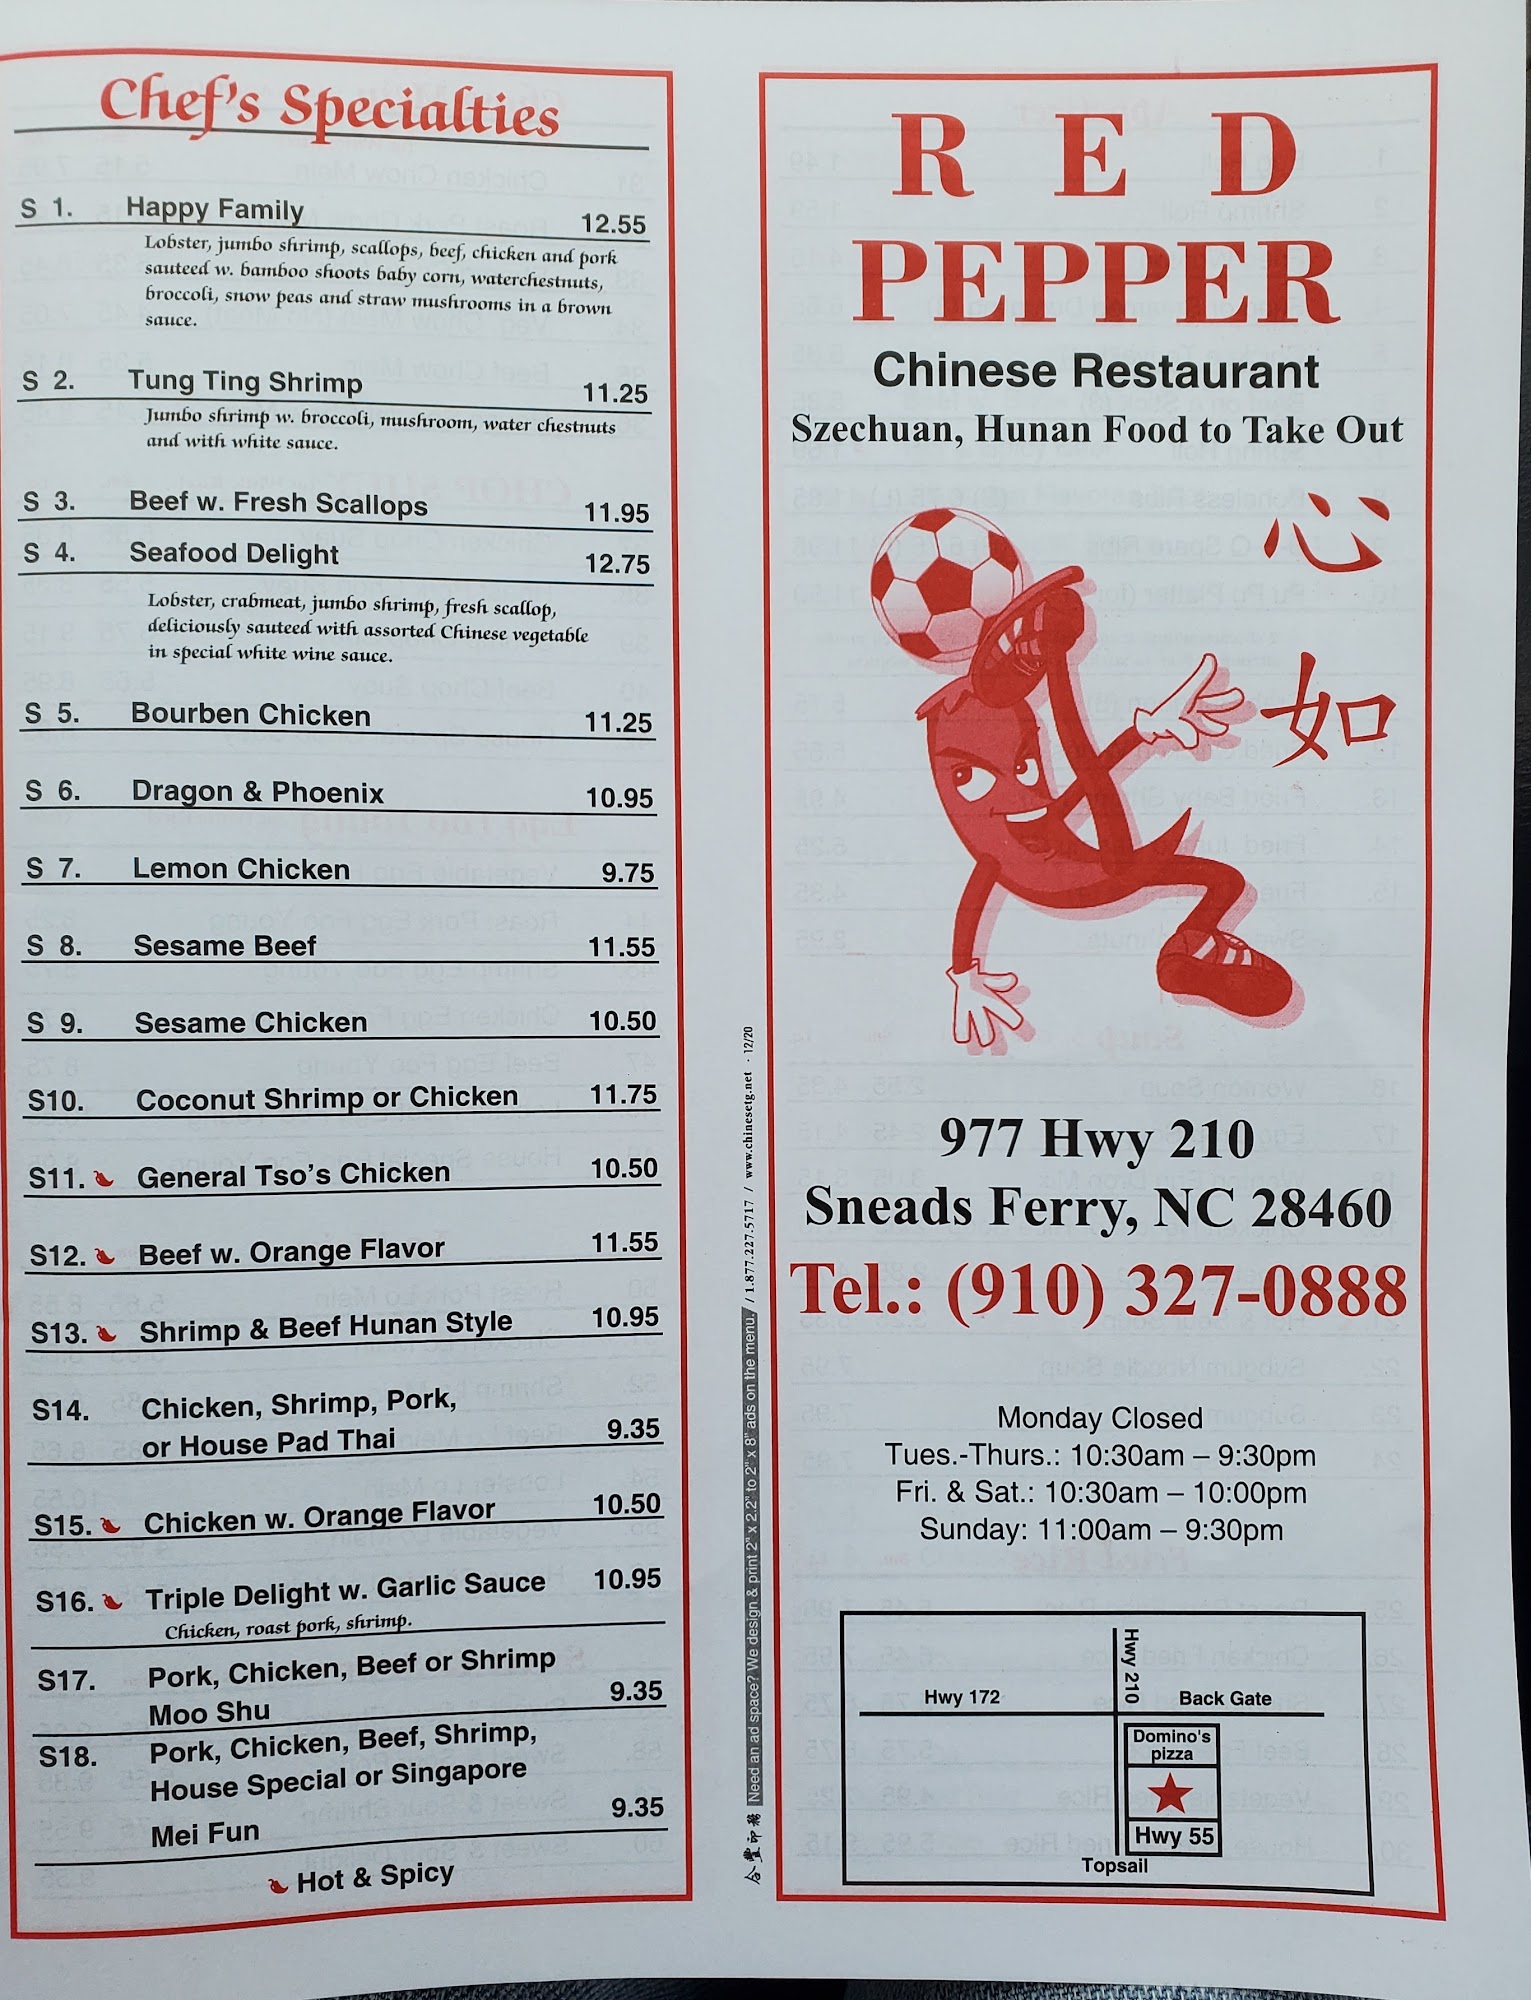 Chef's Specialties
S 1. Happy Family 12.55
Lobster, jumbo shrimp, scallops, beef, chicken and pork
sauteed w. bamboo shoots baby corn, waterchestnuts,
broccoli, snow peas and straw mushrooms in a brown
sauce.
S 2. Tung Ting Shrimp 11.25
Jumbo shrimp w. broccoli, mushroom, water chestnuts
and with white sauce.
S 3. Beef w. Fresh Scallops 11.95
S 4. Seafood Delight 12.75
Lobster, crabmeat, jumbo shrimp, fresh scallop,
deliciously sauteed with assorted Chinese vegetable
in special white wine sauce.
S 5. Bourben Chicken 11.25
S 6. Dragon & Phoenix 10.95
S 7. Lemon Chicken 9.75
S 8. Sesame Beef 11.55
S 9. Sesame Chicken 10.50
S10. Coconut Shrimp or Chicken 11.75
S11. General Tso's Chicken 10.50
S12. Beef w. Orange Flavor 11.55
S13. Shrimp & Beef Hunan Style 10.95
S14. Chicken, Shrimp, Pork,
or House Pad Thai 9.35
S15. Chicken w. Orange Flavor 10.50
S16. Triple Delight w. Garlic Sauce 10.95
Chicken, roast pork, shrimp.
S17. Pork, Chicken, Beef or Shrimp
Moo Shu 9.35
S18. Pork, Chicken, Beef, Shrimp,
House Special or Singapore
Mei Fun 9.35
Hot & Spicy
合豐印務 Need an ad space? We design & print 2" x 2.2" to 2" x 8" ads on the menu. / 1.877.227.5717 / www.chinesetg.net · 12/20
RED
PEPPER
Chinese Restaurant
Szechuan, Hunan Food to Take Out
心
如
977 Hwy 210
Sneads Ferry, NC 28460
Tel.: (910) 327-0888
Monday Closed
Tues.-Thurs.: 10:30am – 9:30pm
Fri. & Sat.: 10:30am – 10:00pm
Sunday: 11:00am – 9:30pm
Hwy 210
Hwy 172
Back Gate
Domino's
pizza
Hwy 55
Topsail